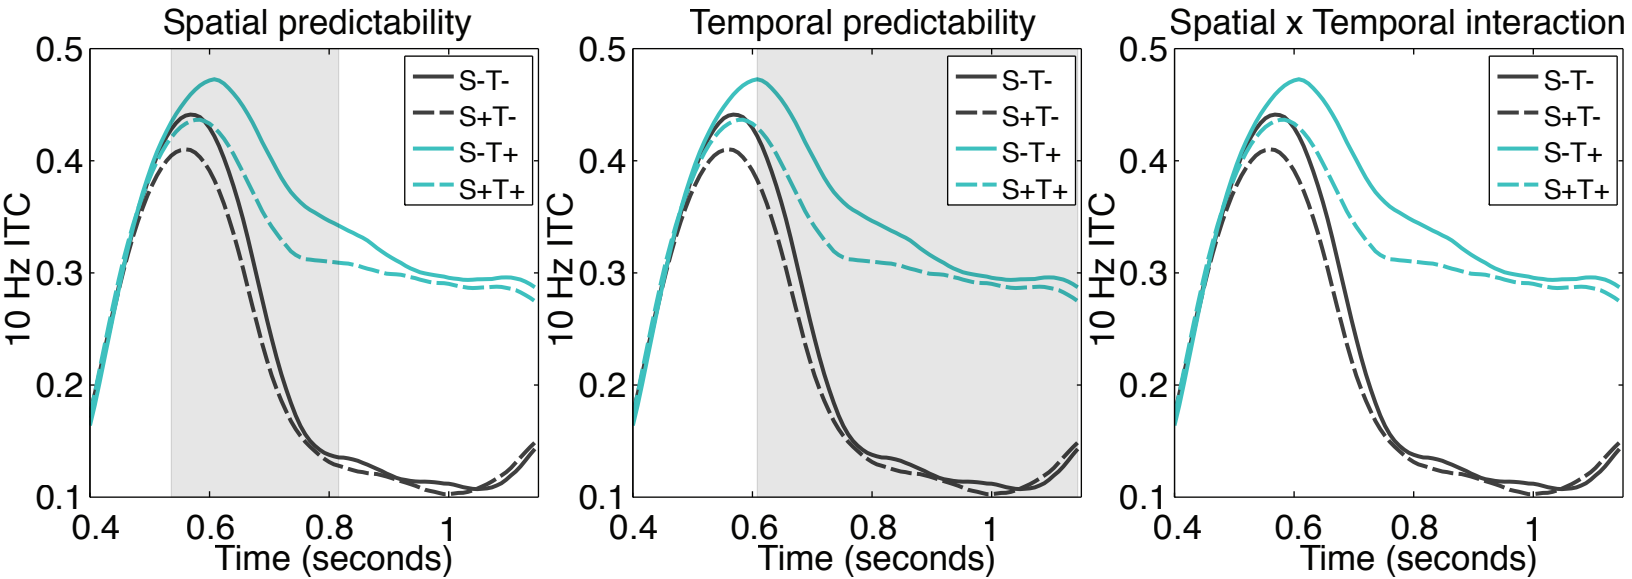 Spatial predictability
0.5
0.4
0.3
0.2
0.1
10 Hz ITC
S-T-
S+T-
S-T+
S+T+
0.4 0.6 0.8 1
Time (seconds)
Temporal predictability
0.5
0.4
0.3
0.2
0.1
10 Hz ITC
S-T-
S+T-
S-T+
S+T+
0.4 0.6 0.8 1
Time (seconds)
Spatial x Temporal interaction
0.5
0.4
0.3
0.2
0.1
10 Hz ITC
S-T-
S+T-
S-T+
S+T+
0.4 0.6 0.8 1
Time (seconds)